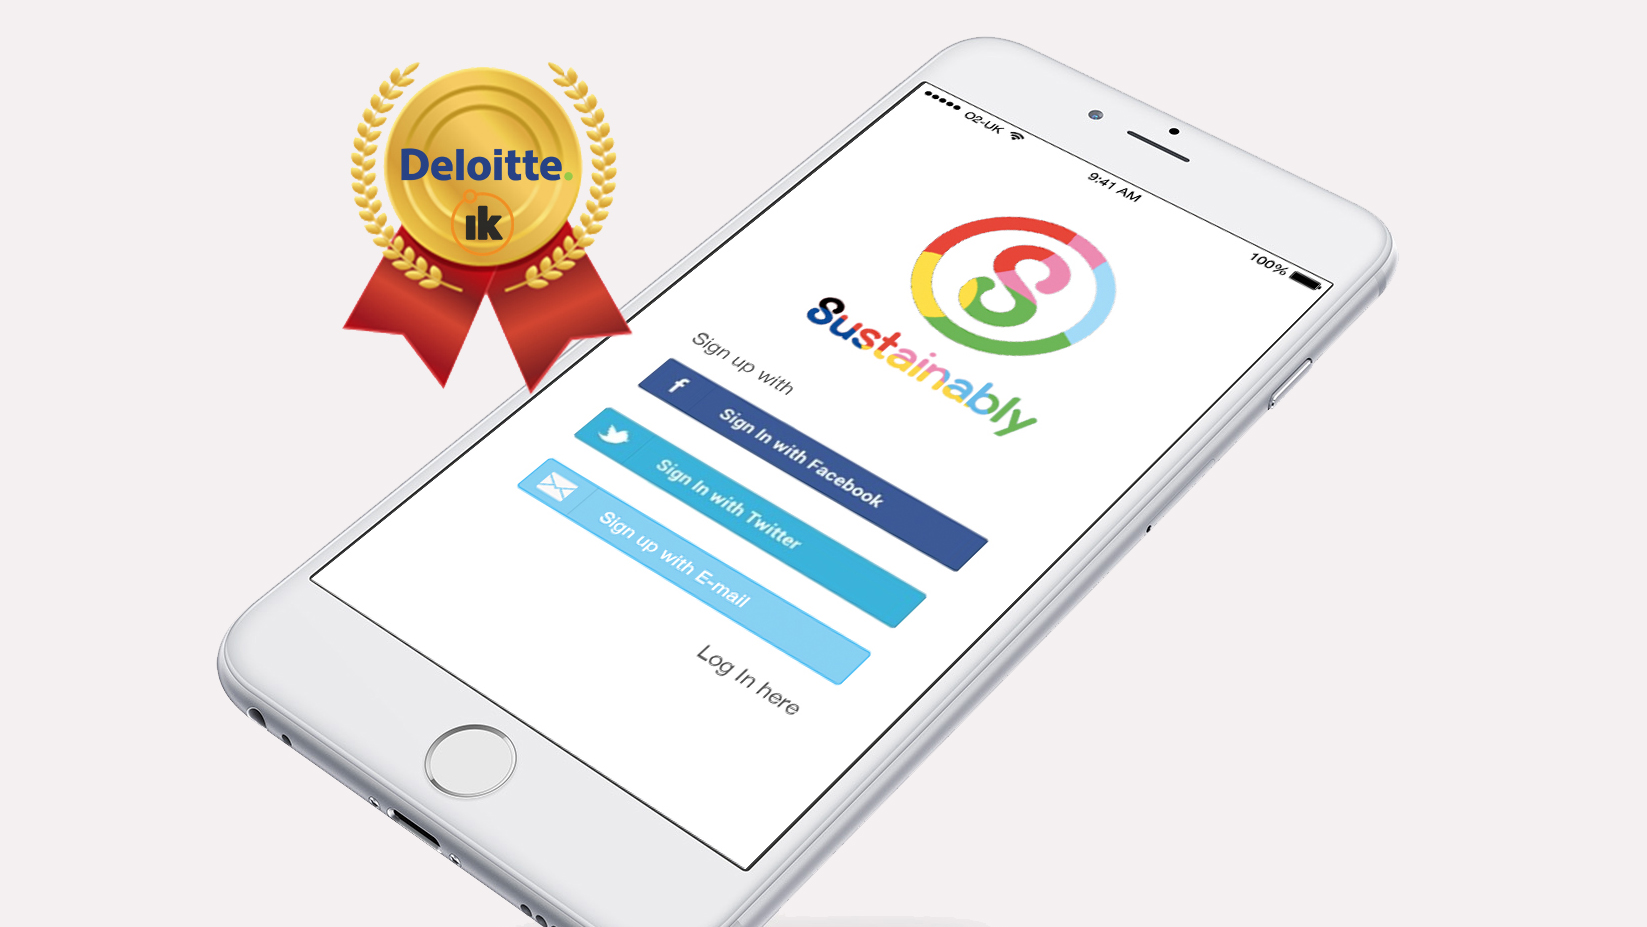 Deloitte.
ık
O2-UK
9:41 AM
100%
S
Sustainably
Sign up with
f
Sign In with Facebook
Sign In with Twitter
Sign up with E-mail
Log In here